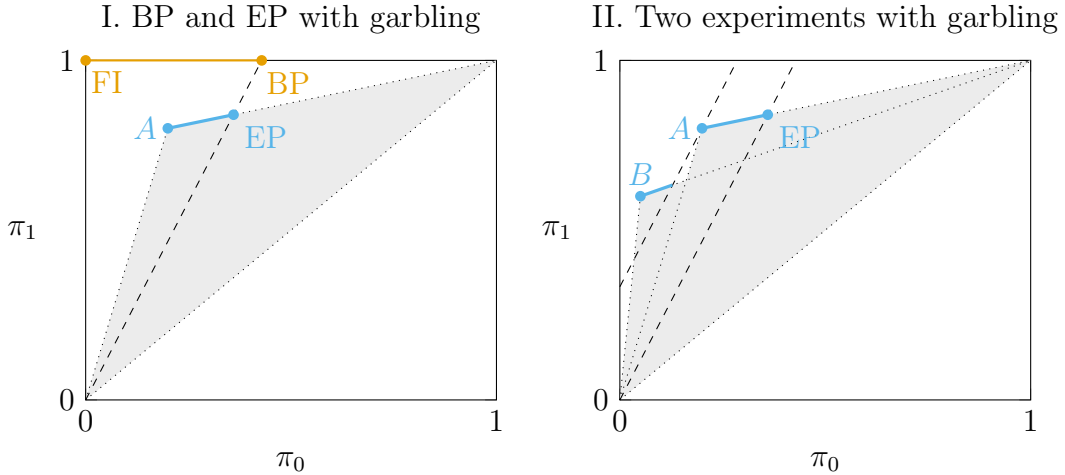 I. BP and EP with garbling
1
FI
BP
A
EP
π₁
0
0
1
π₀
II. Two experiments with garbling
1
A
EP
B
π₁
0
0
1
π₀